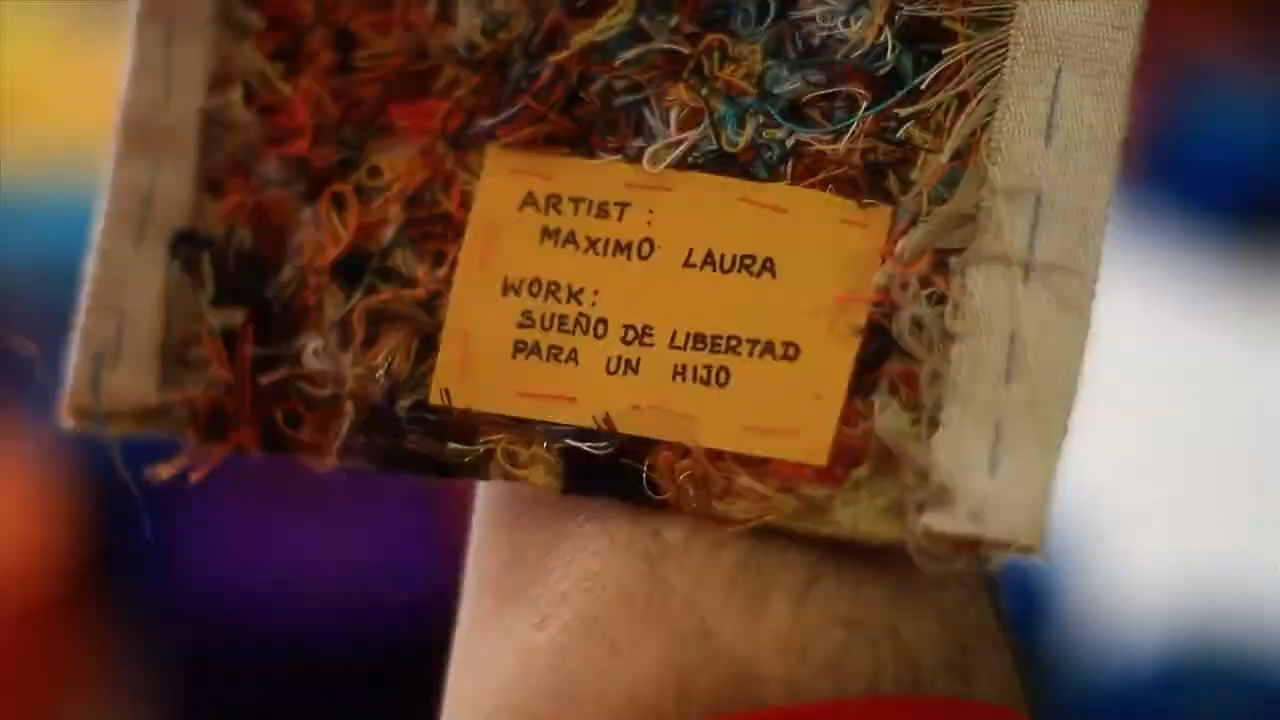 ARTIST :
MAXIMO LAURA
WORK:
SUEÑO DE LIBERTAD
PARA UN HIJO